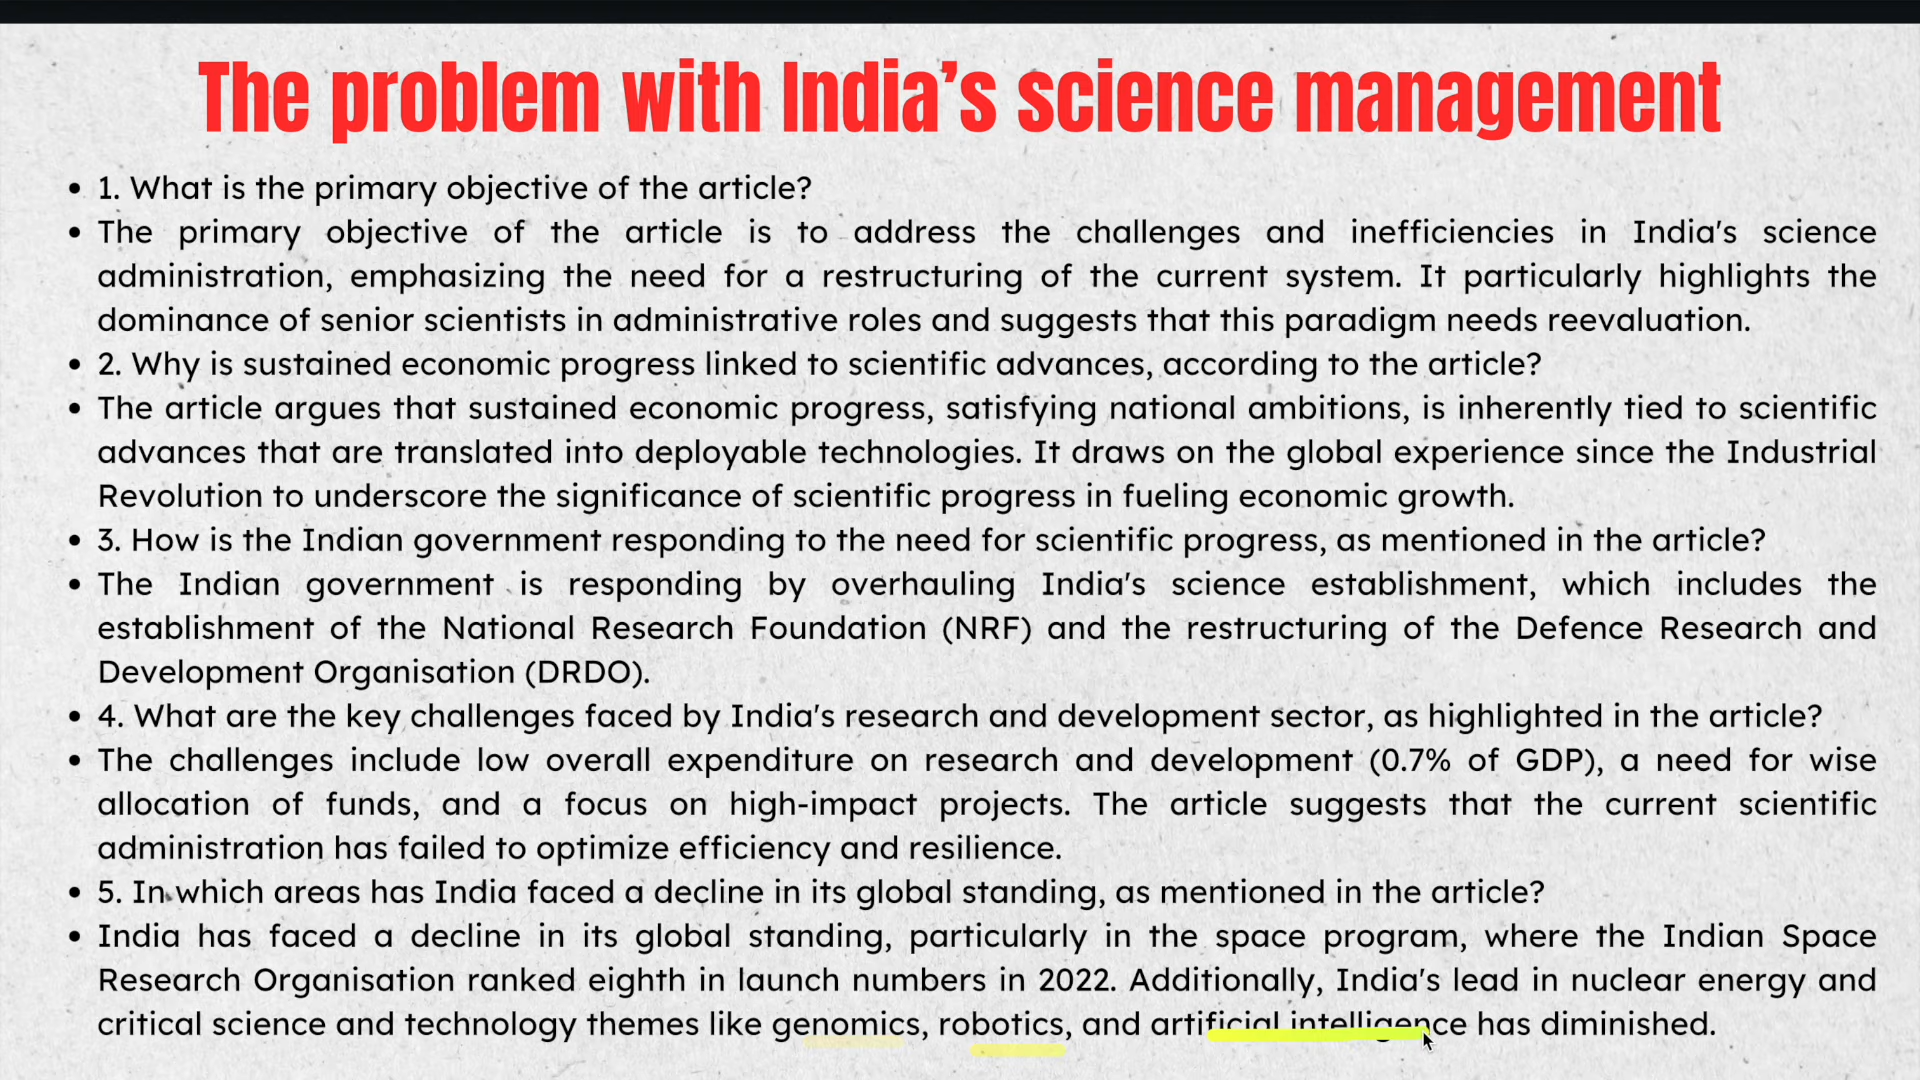 The problem with India's science management
• 1. What is the primary objective of the article?
• The primary objective of the article is to address the challenges and inefficiencies in India's science
administration, emphasizing the need for a restructuring of the current system. It particularly highlights the
dominance of senior scientists in administrative roles and suggests that this paradigm needs reevaluation.
• 2. Why is sustained economic progress linked to scientific advances, according to the article?
• The article argues that sustained economic progress, satisfying national ambitions, is inherently tied to scientific
advances that are translated into deployable technologies. It draws on the global experience since the Industrial
Revolution to underscore the significance of scientific progress in fueling economic growth.
• 3. How is the Indian government responding to the need for scientific progress, as mentioned in the article?
• The Indian government is responding by overhauling India's science establishment, which includes the
establishment of the National Research Foundation (NRF) and the restructuring of the Defence Research and
Development Organisation (DRDO).
• 4. What are the key challenges faced by India's research and development sector, as highlighted in the article?
• The challenges include low overall expenditure on research and development (0.7% of GDP), a need for wise
allocation of funds, and a focus on high-impact projects. The article suggests that the current scientific
administration has failed to optimize efficiency and resilience.
• 5. In which areas has India faced a decline in its global standing, as mentioned in the article?
• India has faced a decline in its global standing, particularly in the space program, where the Indian Space
Research Organisation ranked eighth in launch numbers in 2022. Additionally, India's lead in nuclear energy and
critical science and technology themes like genomics, robotics, and artificial intelligence has diminished.